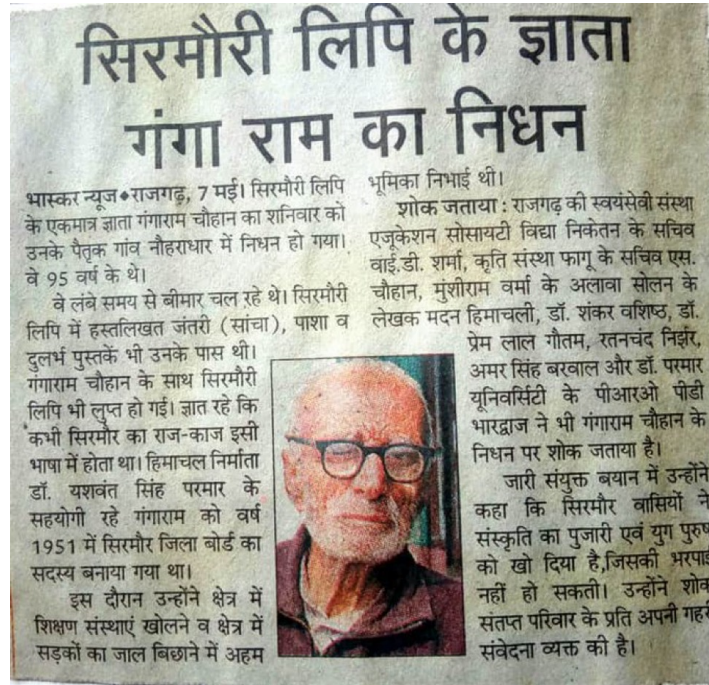 सिरमौरी लिपि के ज्ञाता
गंगा राम का निधन
भास्कर न्यूज◆राजगढ़, 7 मई। सिरमौरी लिपि
के एकमात्र ज्ञाता गंगाराम चौहान का शनिवार को
उनके पैतृक गांव नौहराधार में निधन हो गया।
वे 95 वर्ष के थे।
वे लंबे समय से बीमार चल रहे थे। सिरमौरी
लिपि में हस्तलिखत जंतरी (सांचा), पाशा व
दुलर्भ पुस्तकें भी उनके पास थी।
गंगाराम चौहान के साथ सिरमौरी
लिपि भी लुप्त हो गई। ज्ञात रहे कि
कभी सिरमौर का राज-काज इसी
भाषा में होता था। हिमाचल निर्माता
डॉ. यशवंत सिंह परमार के
सहयोगी रहे गंगाराम को वर्ष
1951 में सिरमौर जिला बोर्ड का
सदस्य बनाया गया था।
इस दौरान उन्होंने क्षेत्र में
शिक्षण संस्थाएं खोलने व क्षेत्र में
सड़कों का जाल बिछाने में अहम
भूमिका निभाई थी।
शोक जताया : राजगढ़ की स्वयंसेवी संस्था
एजूकेशन सोसायटी विद्या निकेतन के सचिव
वाई.डी. शर्मा, कृति संस्था फागू के सचिव एस.
चौहान, मुंशीराम वर्मा के अलावा सोलन के
लेखक मदन हिमाचली, डॉ. शंकर वशिष्ठ, डॉ.
प्रेम लाल गौतम, रतनचंद निर्झर,
अमर सिंह बरवाल और डॉ. परमार
यूनिवर्सिटी के पीआरओ पीडी
भारद्वाज ने भी गंगाराम चौहान के
निधन पर शोक जताया है।
जारी संयुक्त बयान में उन्होंने
कहा कि सिरमौर वासियों ने
संस्कृति का पुजारी एवं युग पुरुष
को खो दिया है,जिसकी भरपाई
नहीं हो सकती। उन्होंने शोक
संतप्त परिवार के प्रति अपनी गहरी
संवेदना व्यक्त की है।